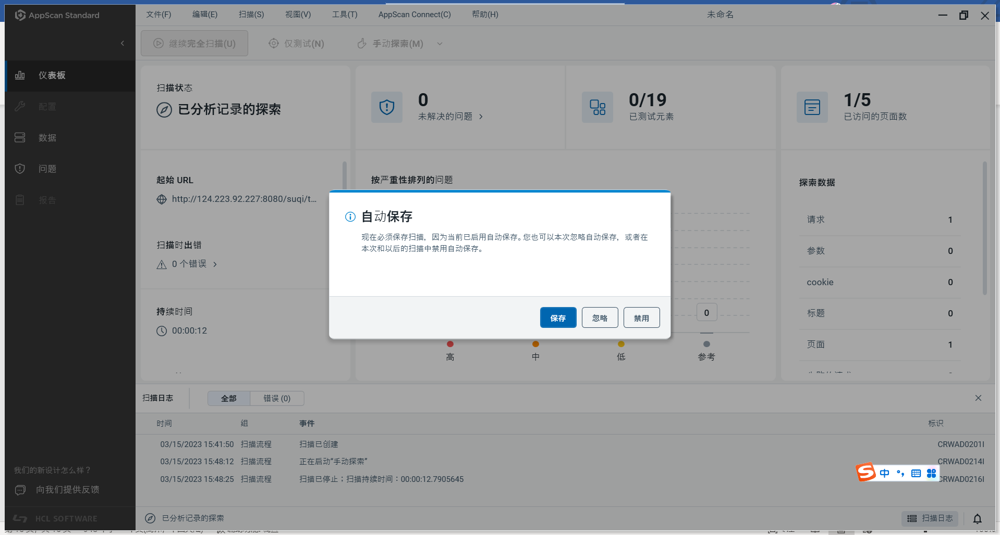 AppScan Standard
文件(F) 编辑(E) 扫描(S) 视图(V) 工具(T) AppScan Connect(C) 帮助(H) 未命名
继续完全扫描(U) 仅测试(N) 手动探索(M)
仪表板
配置
数据
问题
报告
扫描状态
已分析记录的探索
0
未解决的问题
0/19
已测试元素
1/5
已访问的页面数
起始 URL
http://124.223.92.227:8080/suqi/t...
扫描时出错
0 个错误
持续时间
00:00:12
按严重性排列的问题
0
高 中 低 参考
探索数据
请求 1
参数 0
cookie 0
标题 0
页面 1
自动保存
现在必须保存扫描，因为当前已启用自动保存。您也可以本次忽略自动保存，或者在
本次和以后的扫描中禁用自动保存。
保存 忽略 禁用
扫描日志 全部 错误 (0)
时间 组 事件 标识
03/15/2023 15:41:50 扫描流程 扫描已创建 CRWAD0201I
03/15/2023 15:48:12 扫描流程 正在启动“手动探索” CRWAD0214I
03/15/2023 15:48:25 扫描流程 扫描已停止；扫描持续时间：00:00:12.7905645 CRWAD0216I
S 中
我们的新设计怎么样？
向我们提供反馈
HCL SOFTWARE
已分析记录的探索 扫描日志